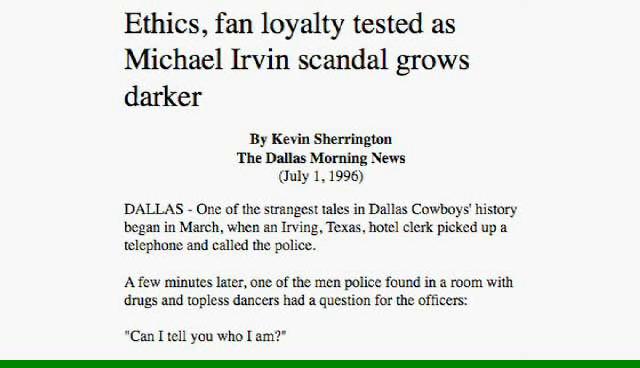 Ethics, fan loyalty tested as
Michael Irvin scandal grows
darker
By Kevin Sherrington
The Dallas Morning News
(July 1, 1996)
DALLAS - One of the strangest tales in Dallas Cowboys' history
began in March, when an Irving, Texas, hotel clerk picked up a
telephone and called the police.
A few minutes later, one of the men police found in a room with
drugs and topless dancers had a question for the officers:
"Can I tell you who I am?"